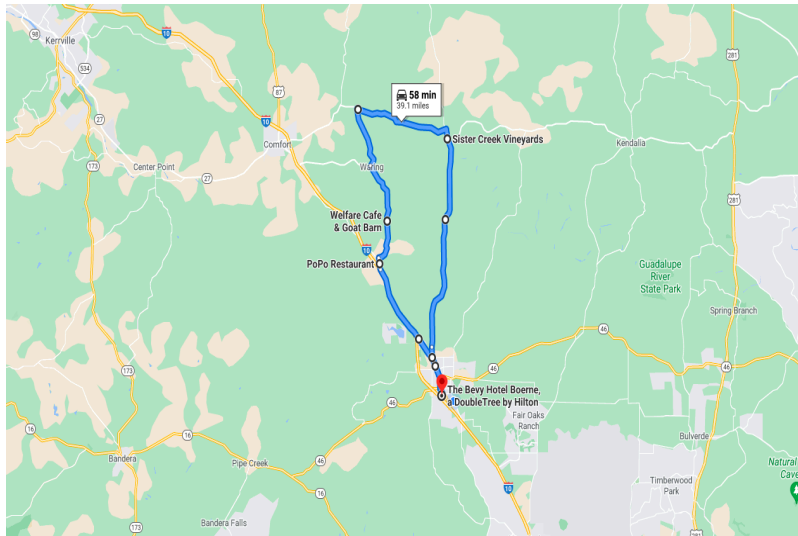 10
281
98
Kerrville
534
87
58 min
39.1 miles
27
10
Comfort
Sister Creek Vineyards
Kendalia
173
Center Point
Waring
27
281
Welfare Cafe
& Goat Barn
10
PoPo Restaurant
Guadalupe
River
State Park
Spring Branch
46
173
46
46
The Bevy Hotel Boerne,
a DoubleTree by Hilton
46
Fair Oaks
Ranch
16
16
Bulverde
Bandera
Pipe Creek
46
Natural
Cave
Timberwood
Park
10
16
Bandera Falls
173
281